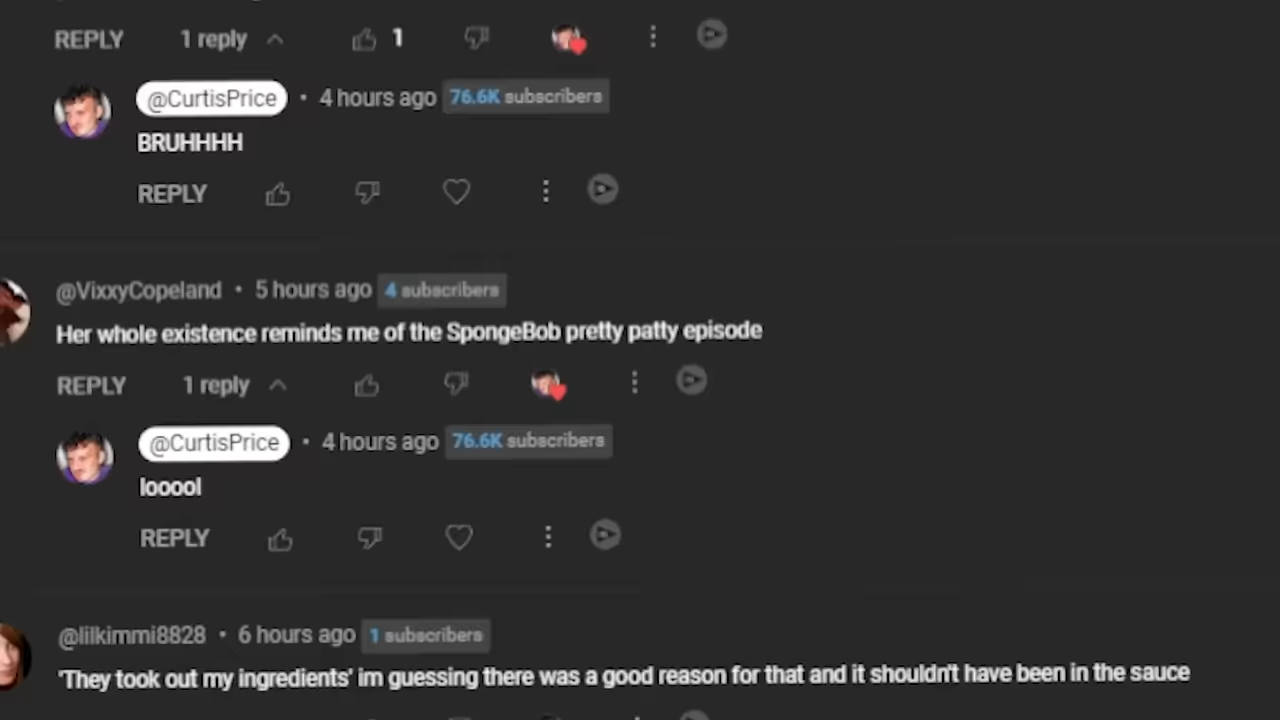 REPLY 1 reply 1
@CurtisPrice • 4 hours ago 76.6K subscribers
BRUHHHH
REPLY
@VixxyCopeland • 5 hours ago 4 subscribers
Her whole existence reminds me of the SpongeBob pretty patty episode
REPLY 1 reply
@CurtisPrice • 4 hours ago 76.6K subscribers
looool
REPLY
@lilkimmi8828 • 6 hours ago 1 subscribers
'They took out my ingredients' im guessing there was a good reason for that and it shouldn't have been in the sauce